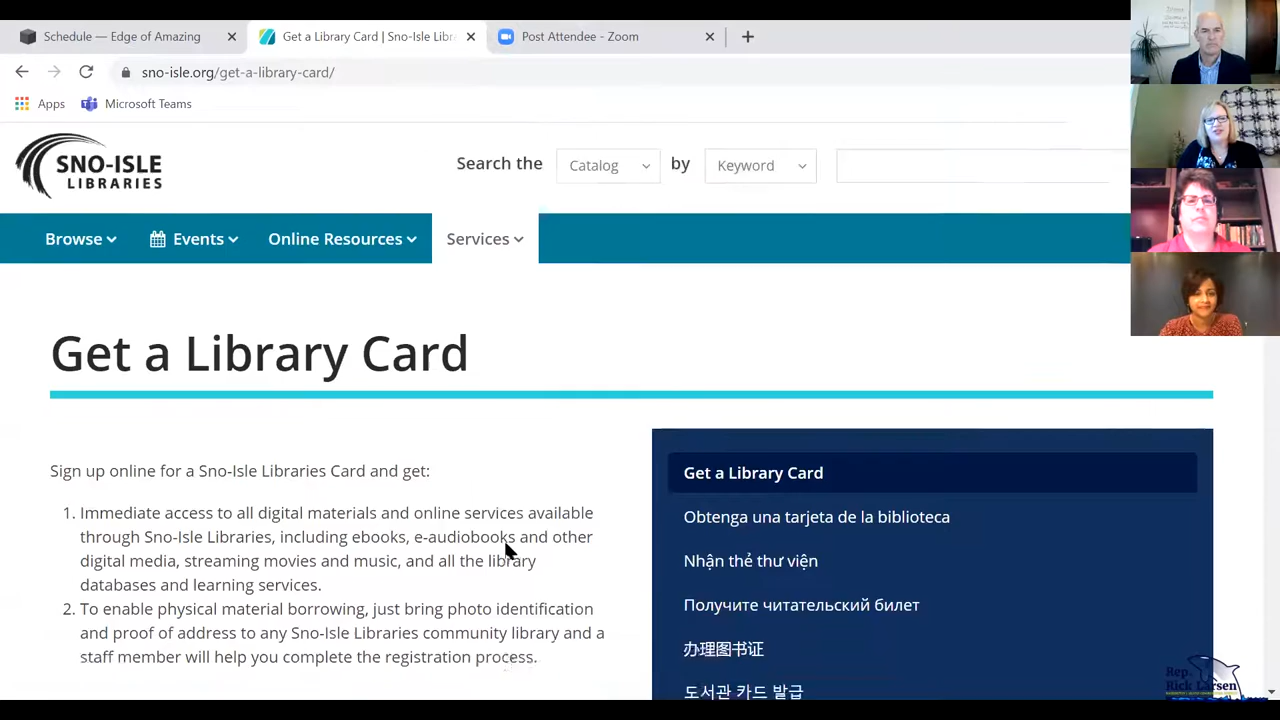 Schedule — Edge of Amazing
Get a Library Card | Sno-Isle Libr
Post Attendee - Zoom
sno-isle.org/get-a-library-card/
Apps
Microsoft Teams
SNO-ISLE
LIBRARIES
Search the
Catalog
by
Keyword
Browse
Events
Online Resources
Services
Get a Library Card
Sign up online for a Sno-Isle Libraries Card and get:
1. Immediate access to all digital materials and online services available
through Sno-Isle Libraries, including ebooks, e-audiobooks and other
digital media, streaming movies and music, and all the library
databases and learning services.
2. To enable physical material borrowing, just bring photo identification
and proof of address to any Sno-Isle Libraries community library and a
staff member will help you complete the registration process.
Get a Library Card
Obtenga una tarjeta de la biblioteca
Nhận thẻ thư viện
Получите читательский билет
办理图书证
도서관 카드 발급
Rep.
Rick Larsen